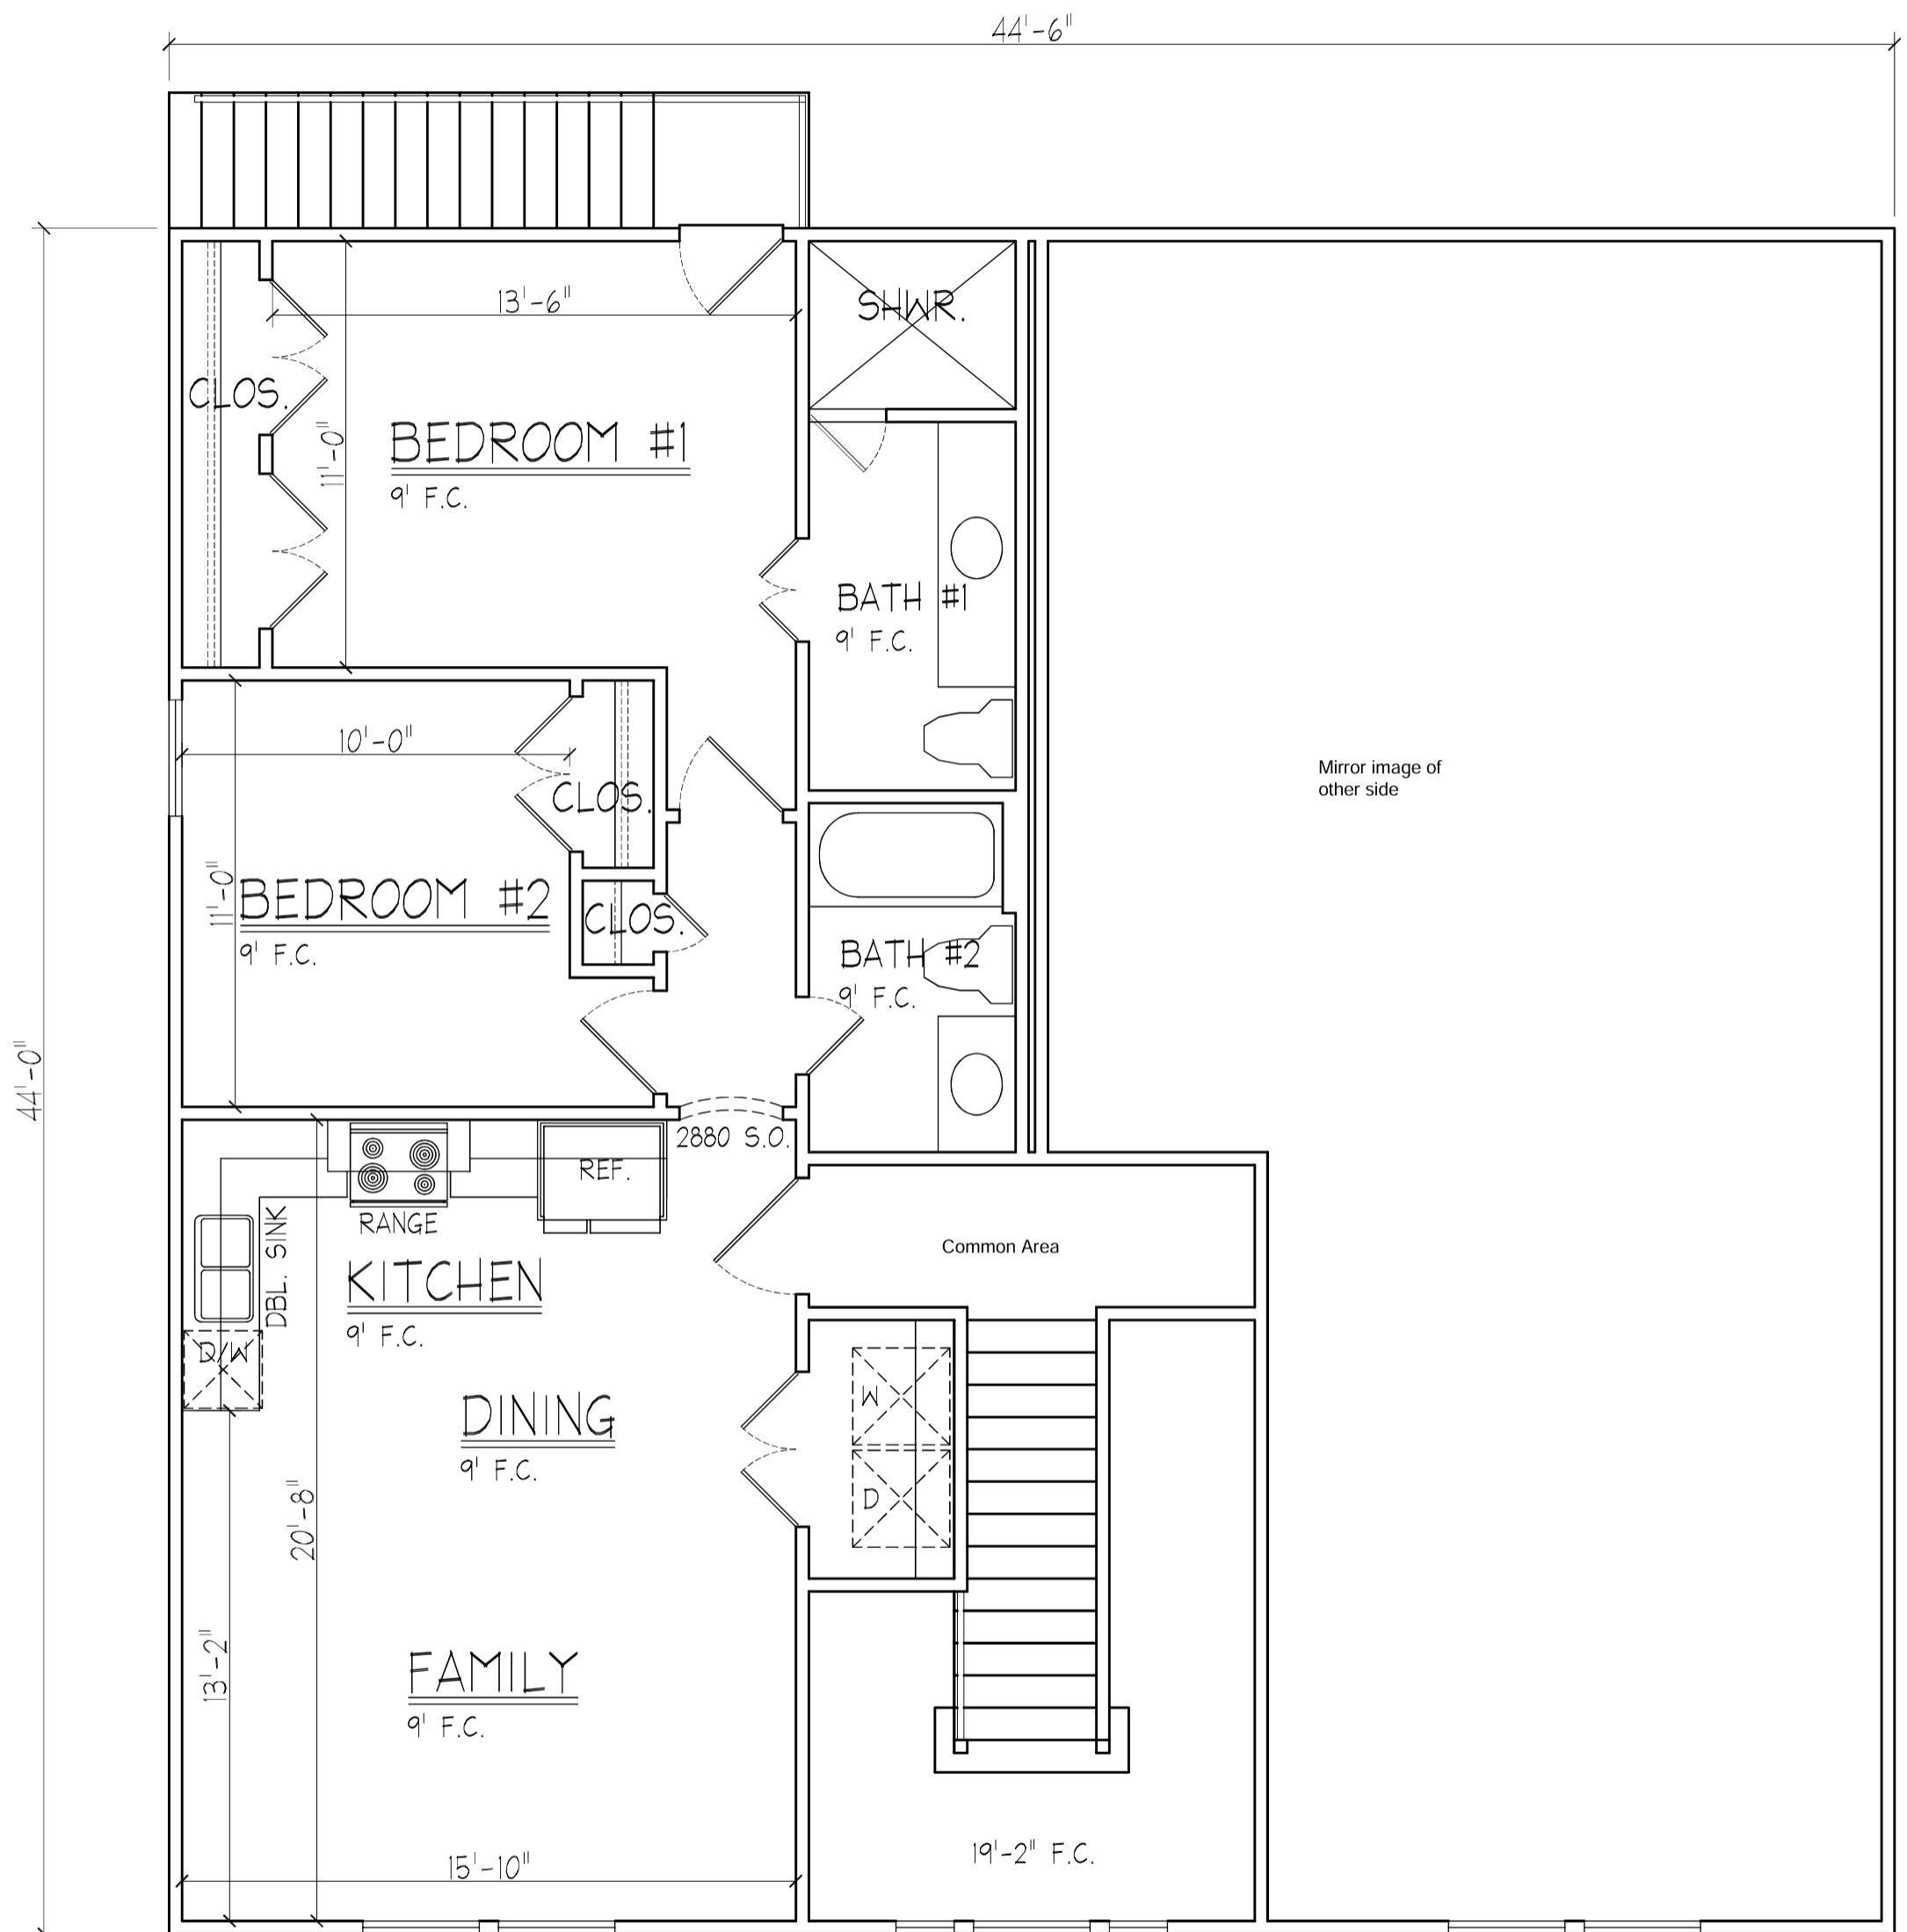 44'-6"
13'-6"
SHWR.
CLOS.
11'-0"
BEDROOM #1
9' F.C.
BATH #1
9' F.C.
10'-0"
CLOS.
Mirror image of
other side
11'-0"
BEDROOM #2
9' F.C.
CLOS.
BATH #2
9' F.C.
44'-0"
2880 S.O.
REF.
RANGE
DBL. SINK
KITCHEN
9' F.C.
Common Area
D/W
DINING
9' F.C.
W
D
20'-8"
13'-2"
FAMILY
9' F.C.
15'-10"
19'-2" F.C.